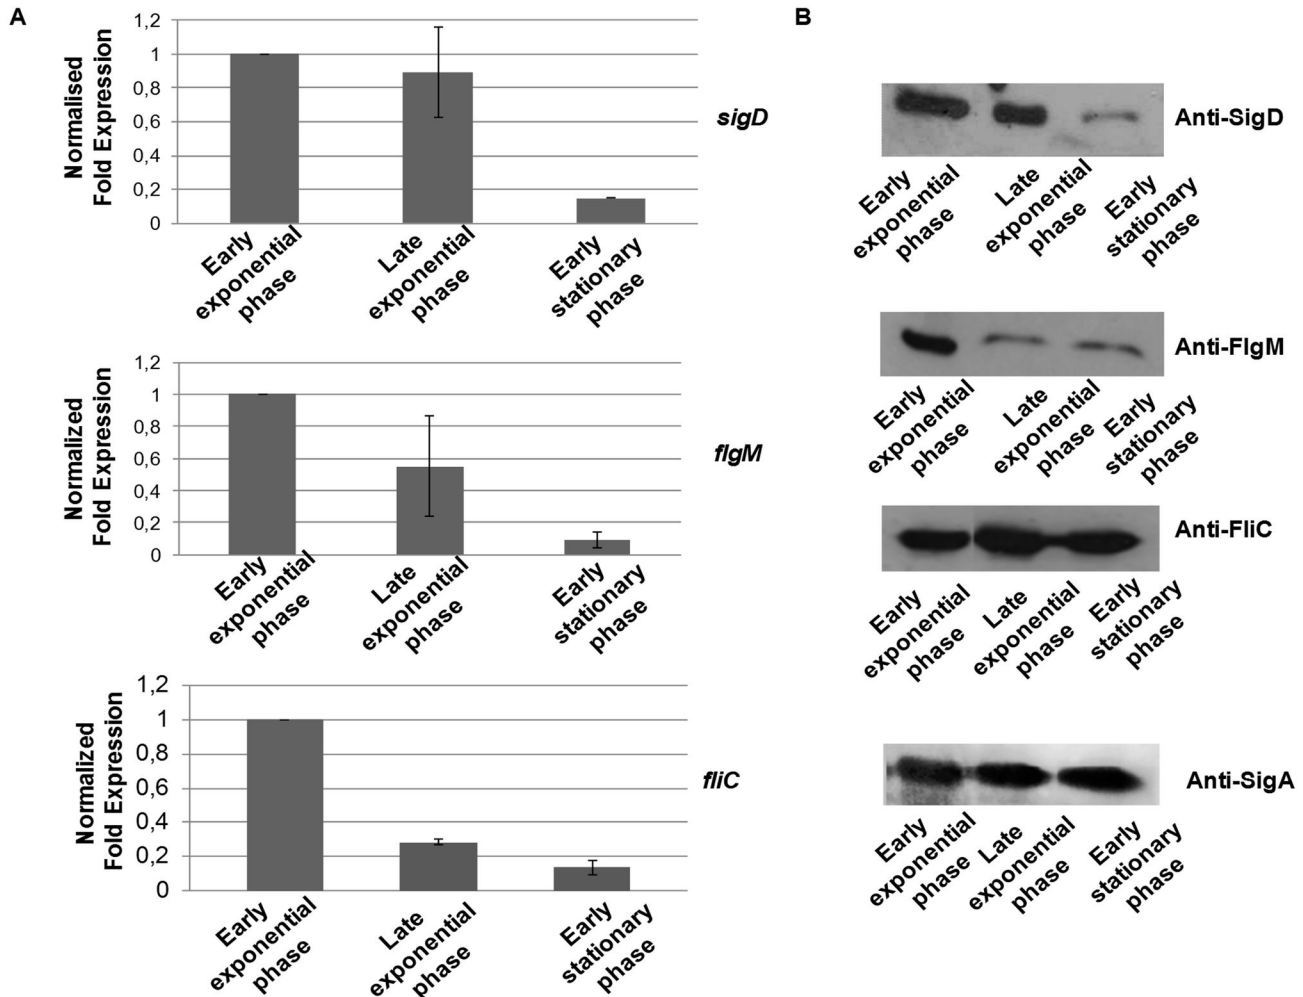 A
1,2
1
0,8
0,6
0,4
0,2
0
Normalised
Fold Expression
Early
exponential
phase
Late
exponential
phase
Early
stationary
phase
sigD
1,2
1
0,8
0,6
0,4
0,2
0
Normalized
Fold Expression
Early
exponential
phase
Late
exponential
phase
Early
stationary
phase
flgM
1,2
1
0,8
0,6
0,4
0,2
0
Normalized
Fold Expression
Early
exponential
phase
Late
exponential
phase
Early
stationary
phase
fliC
B
Anti-SigD
Early
exponential
phase
Late
exponential
phase
Early
stationary
phase
Anti-FlgM
Early
exponential
phase
Late
exponential
phase
Early
stationary
phase
Anti-FliC
Early
exponential
phase
Late
exponential
phase
Early
stationary
phase
Anti-SigA
Early
exponential
phase
Late
exponential
phase
Early
stationary
phase